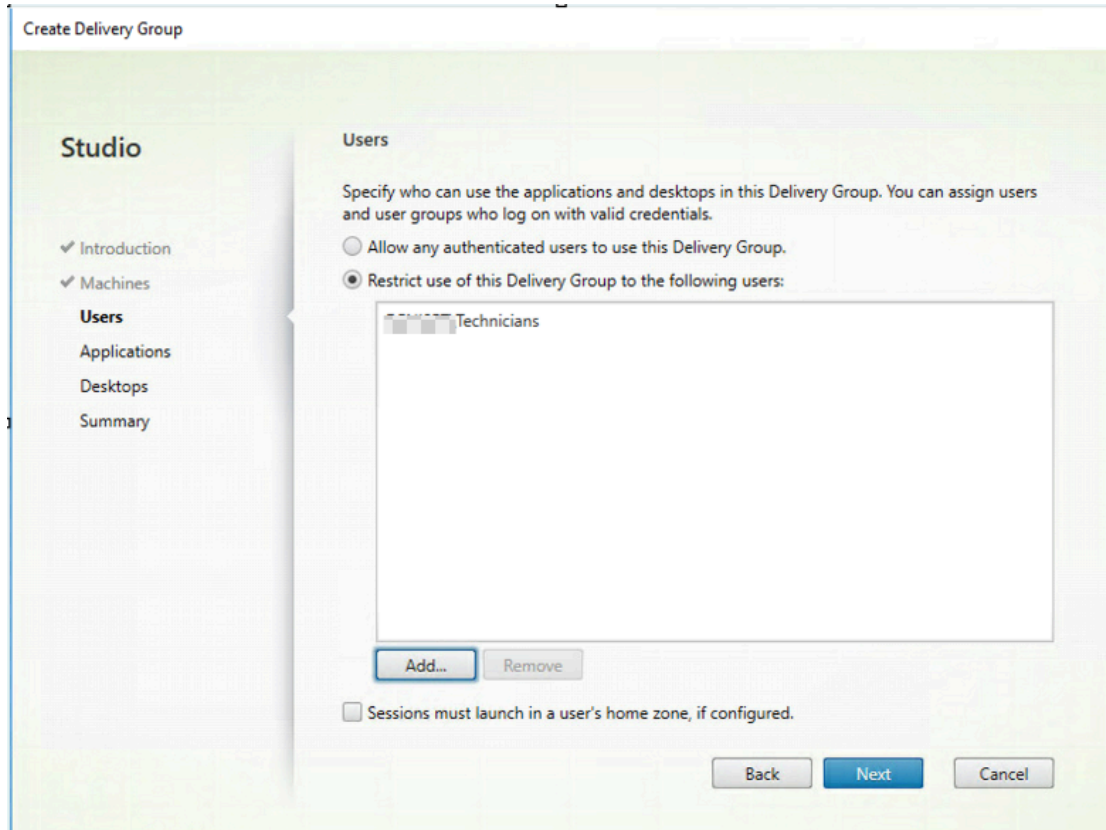 Create Delivery Group
Studio
Introduction
Machines
Users
Applications
Desktops
Summary
Users
Specify who can use the applications and desktops in this Delivery Group. You can assign users
and user groups who log on with valid credentials.
Allow any authenticated users to use this Delivery Group.
Restrict use of this Delivery Group to the following users:
Technicians
Add...
Remove
Sessions must launch in a user's home zone, if configured.
Back
Next
Cancel